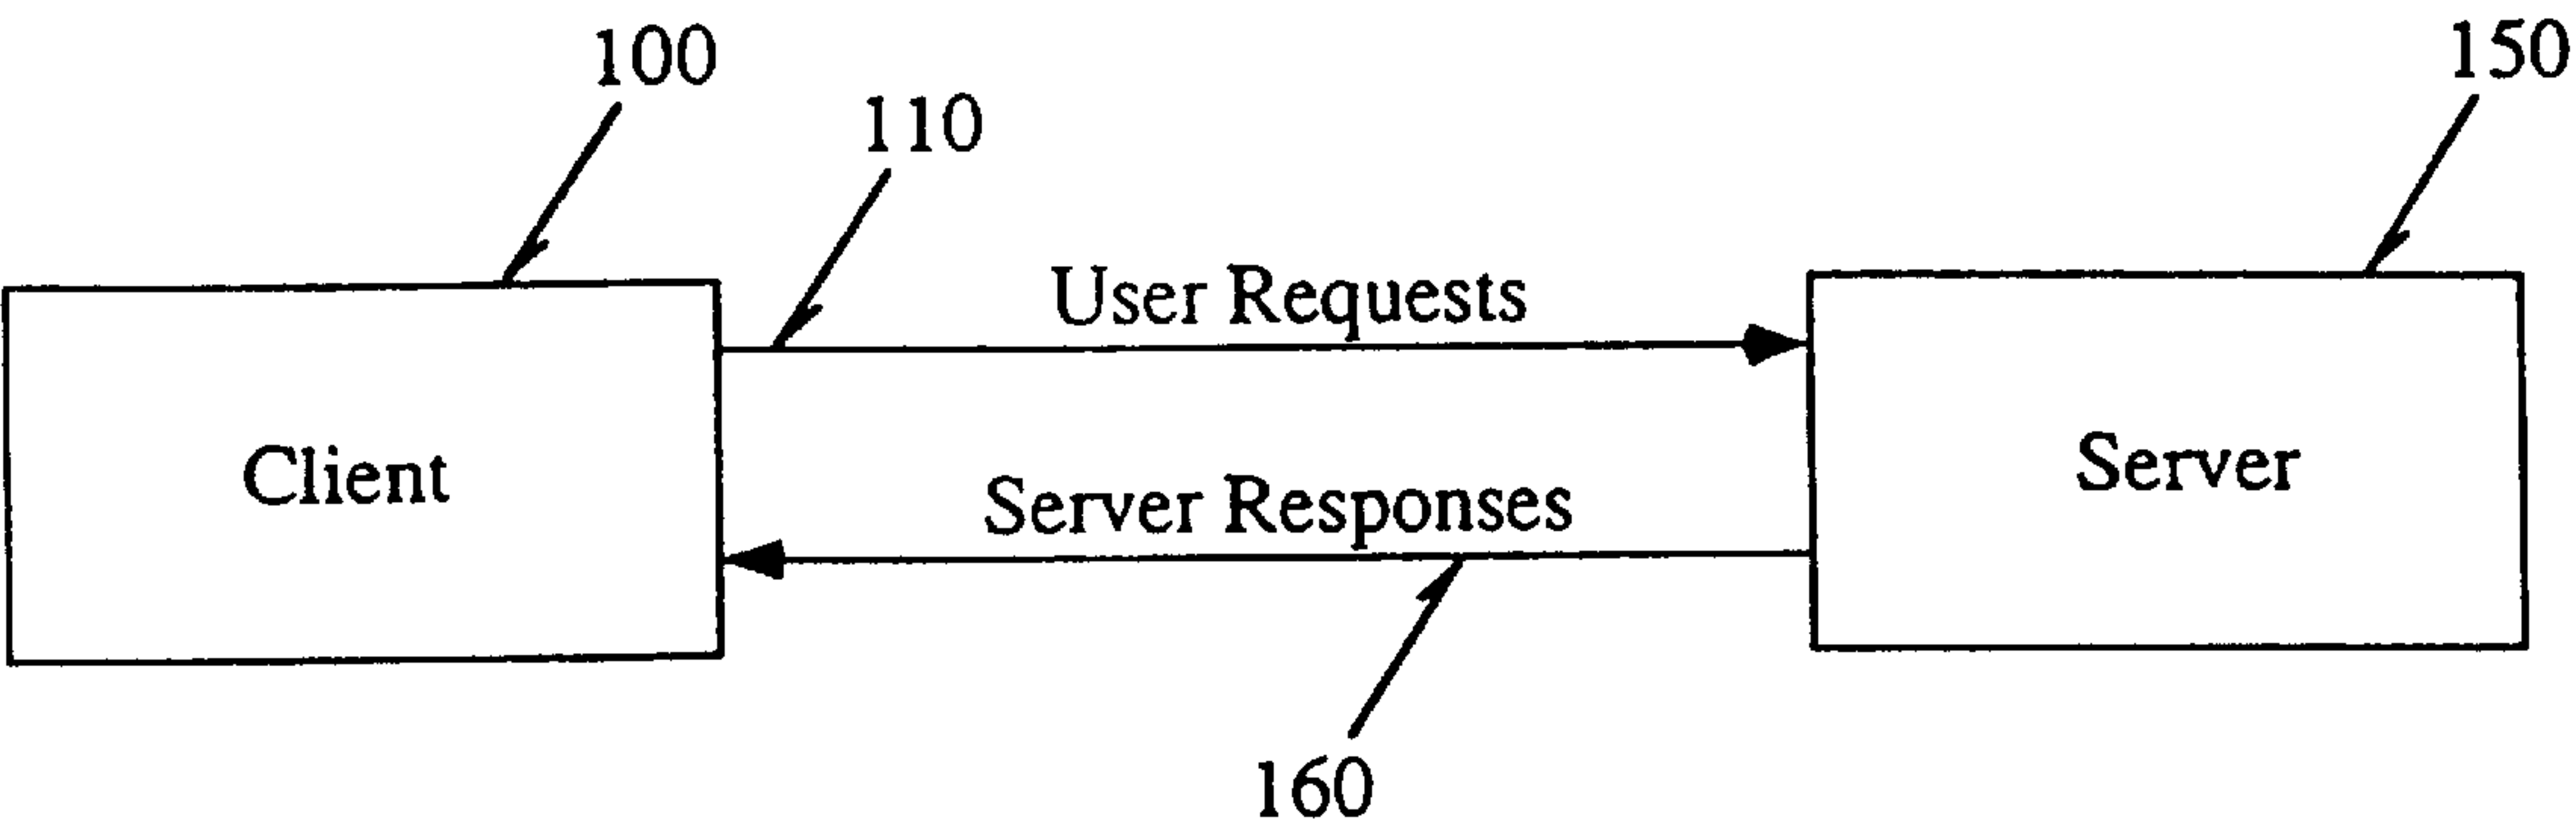 100
150
110
User Requests
Client
Server
Server Responses
160